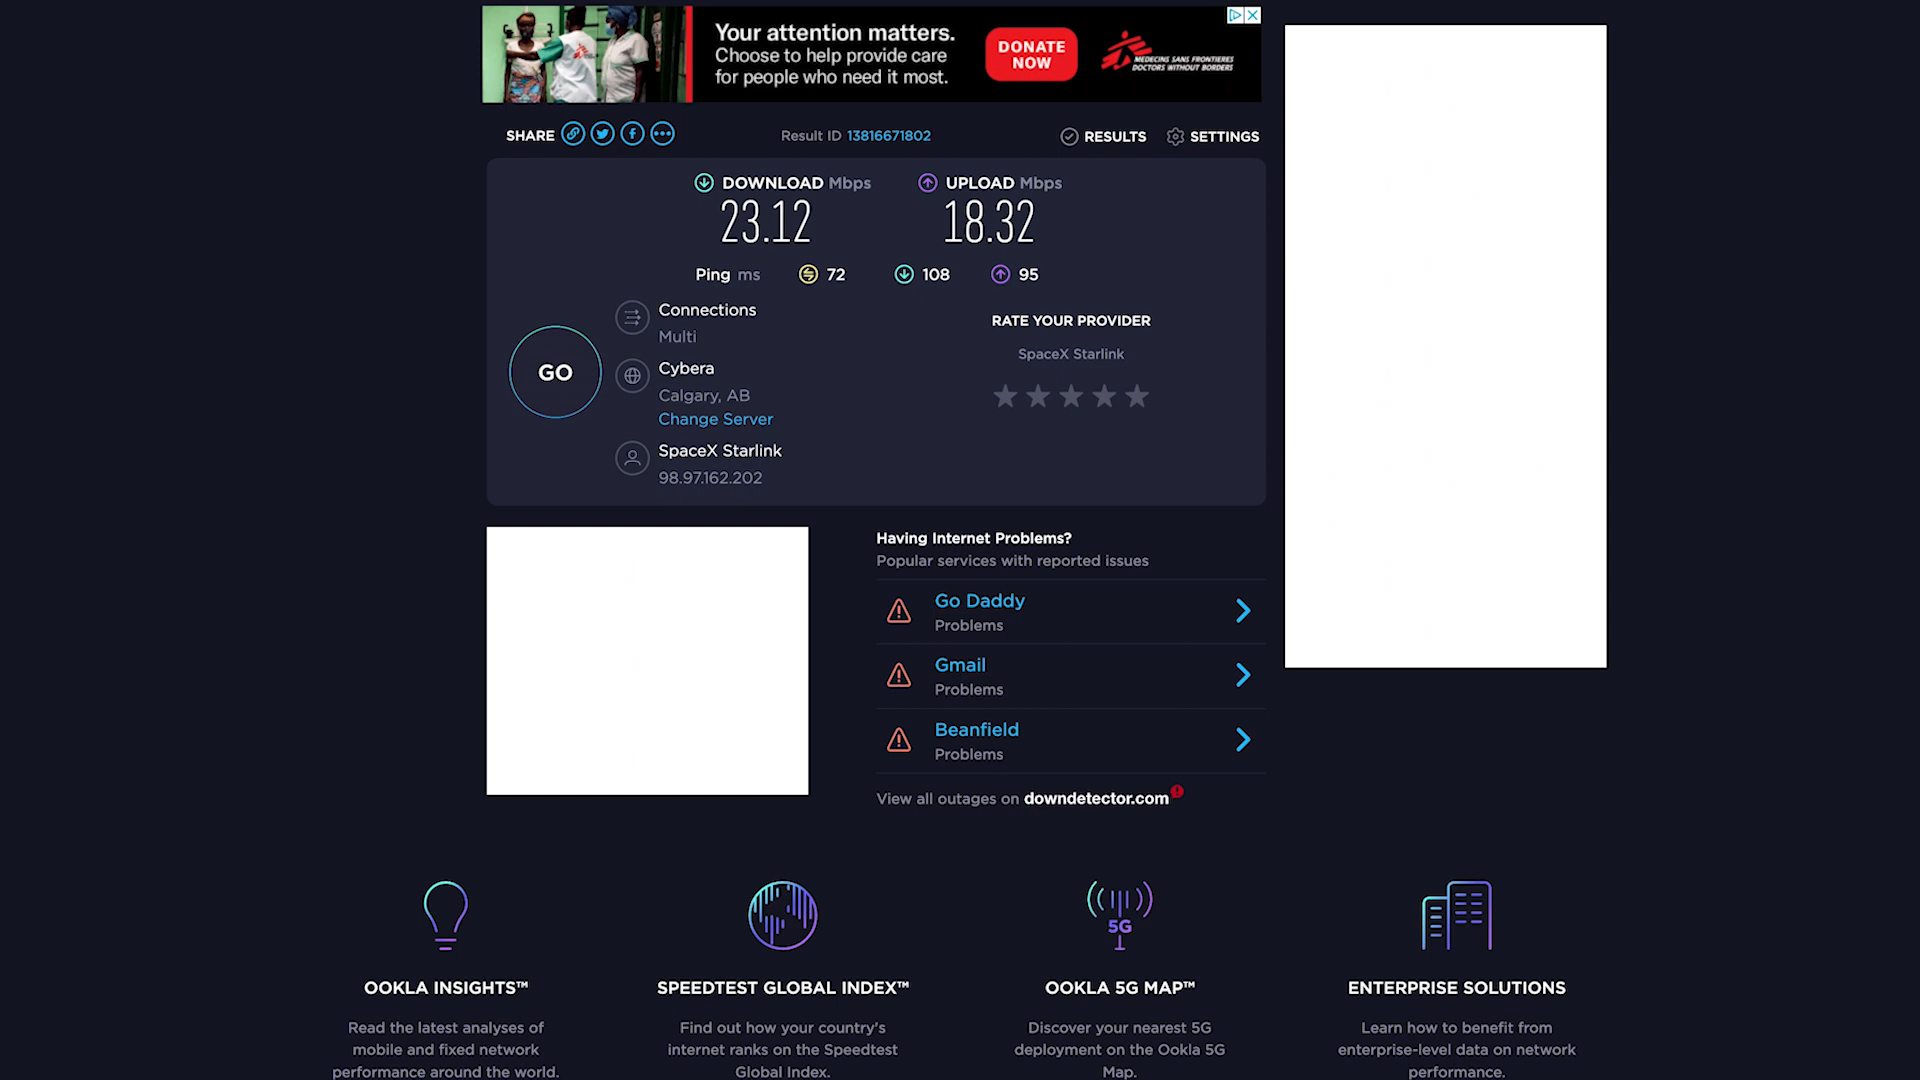 Your attention matters.
Choose to help provide care
for people who need it most.
DONATE
NOW
MEDECINS SANS FRONTIERES
DOCTORS WITHOUT BORDERS
SHARE
Result ID 13816671802
RESULTS
SETTINGS
DOWNLOAD Mbps
23.12
UPLOAD Mbps
18.32
Ping ms 72 108 95
GO
Connections
Multi
Cybera
Calgary, AB
Change Server
SpaceX Starlink
98.97.162.202
RATE YOUR PROVIDER
SpaceX Starlink
Having Internet Problems?
Popular services with reported issues
Go Daddy
Problems
Gmail
Problems
Beanfield
Problems
View all outages on downdetector.com
5G
OOKLA INSIGHTS™
Read the latest analyses of
mobile and fixed network
performance around the world.
SPEEDTEST GLOBAL INDEX™
Find out how your country's
internet ranks on the Speedtest
Global Index.
OOKLA 5G MAP™
Discover your nearest 5G
deployment on the Ookla 5G
Map.
ENTERPRISE SOLUTIONS
Learn how to benefit from
enterprise-level data on network
performance.